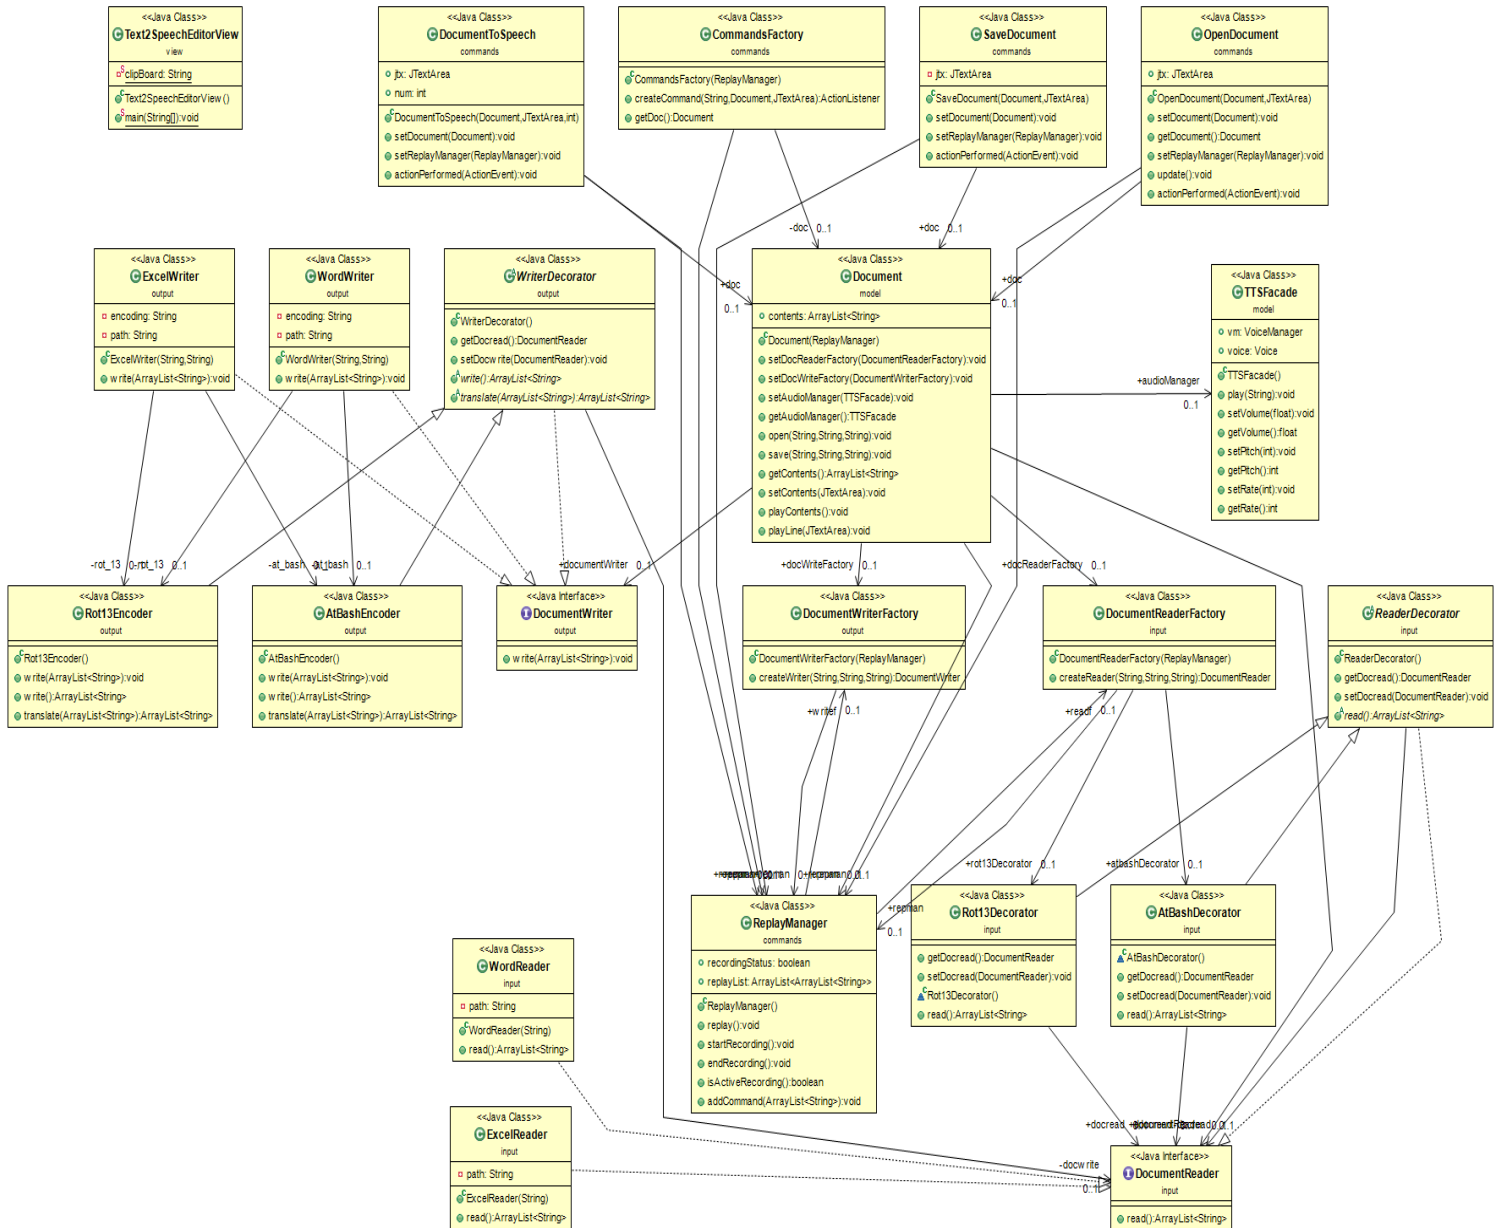 <<Java Class>>
Text2SpeechEditorView
view
clipBoard: String
Text2SpeechEditorView()
main(String[]):void
<<Java Class>>
DocumentToSpeech
commands
jtx: JTextArea
num: int
DocumentToSpeech(Document,JTextArea,int)
setDocument(Document):void
setReplayManager(ReplayManager):void
actionPerformed(ActionEvent):void
<<Java Class>>
CommandsFactory
commands
CommandsFactory(ReplayManager)
createCommand(String,Document,JTextArea):ActionListener
getDoc():Document
<<Java Class>>
SaveDocument
commands
jtx: JTextArea
SaveDocument(Document,JTextArea)
setDocument(Document):void
setReplayManager(ReplayManager):void
actionPerformed(ActionEvent):void
<<Java Class>>
OpenDocument
commands
jtx: JTextArea
OpenDocument(Document,JTextArea)
setDocument(Document):void
getDocument():Document
setReplayManager(ReplayManager):void
update():void
actionPerformed(ActionEvent):void
-doc 0..1
+doc 0..1
+doc
0..1
+doc
0..1
<<Java Class>>
ExcelWriter
output
encoding: String
path: String
ExcelWriter(String,String)
write(ArrayList<String>):void
<<Java Class>>
WordWriter
output
encoding: String
path: String
WordWriter(String,String)
write(ArrayList<String>):void
<<Java Class>>
WriterDecorator
output
WriterDecorator()
getDocread():DocumentReader
setDocwrite(DocumentReader):void
write():ArrayList<String>
translate(ArrayList<String>):ArrayList<String>
<<Java Class>>
Document
model
contents: ArrayList<String>
Document(ReplayManager)
setDocReaderFactory(DocumentReaderFactory):void
setDocWriteFactory(DocumentWriterFactory):void
setAudioManager(TTSFacade):void
getAudioManager():TTSFacade
open(String,String,String):void
save(String,String,String):void
getContents():ArrayList<String>
setContents(JTextArea):void
playContents():void
playLine(JTextArea):void
+audioManager
0..1
<<Java Class>>
TTSFacade
model
vm: VoiceManager
voice: Voice
TTSFacade()
play(String):void
setVolume(float):void
getVolume():float
setPitch(int):void
getPitch():int
setRate(int):void
getRate():int
-rot_13
-rot_13 0..1
-at_bash
0..1
+documentWriter 0..1
+docWriteFactory 0..1
+docReaderFactory 0..1
<<Java Class>>
Rot13Encoder
output
Rot13Encoder()
write(ArrayList<String>):void
write():ArrayList<String>
translate(ArrayList<String>):ArrayList<String>
<<Java Class>>
AtBashEncoder
output
AtBashEncoder()
write(ArrayList<String>):void
write():ArrayList<String>
translate(ArrayList<String>):ArrayList<String>
<<Java Interface>>
DocumentWriter
output
write(ArrayList<String>):void
<<Java Class>>
DocumentWriterFactory
output
DocumentWriterFactory(ReplayManager)
createWriter(String,String,String):DocumentWriter
<<Java Class>>
DocumentReaderFactory
input
DocumentReaderFactory(ReplayManager)
createReader(String,String,String):DocumentReader
<<Java Class>>
ReaderDecorator
input
ReaderDecorator()
getDocread():DocumentReader
setDocread(DocumentReader):void
read():ArrayList<String>
+writef 0..1
+readf 0..1
+rot13Decorator 0..1
+atbashDecorator 0..1
+repman
0..1
<<Java Class>>
ReplayManager
commands
recordingStatus: boolean
replayList: ArrayList<ArrayList<String>>
ReplayManager()
replay():void
startRecording():void
endRecording():void
isActiveRecording():boolean
addCommand(ArrayList<String>):void
<<Java Class>>
Rot13Decorator
input
getDocread():DocumentReader
setDocread(DocumentReader):void
Rot13Decorator()
read():ArrayList<String>
<<Java Class>>
AtBashDecorator
input
AtBashDecorator()
getDocread():DocumentReader
setDocread(DocumentReader):void
read():ArrayList<String>
<<Java Class>>
WordReader
input
path: String
WordReader(String)
read():ArrayList<String>
<<Java Class>>
ExcelReader
input
path: String
ExcelReader(String)
read():ArrayList<String>
+docread
0..1
-docwrite
0..1
<<Java Interface>>
DocumentReader
input
read():ArrayList<String>